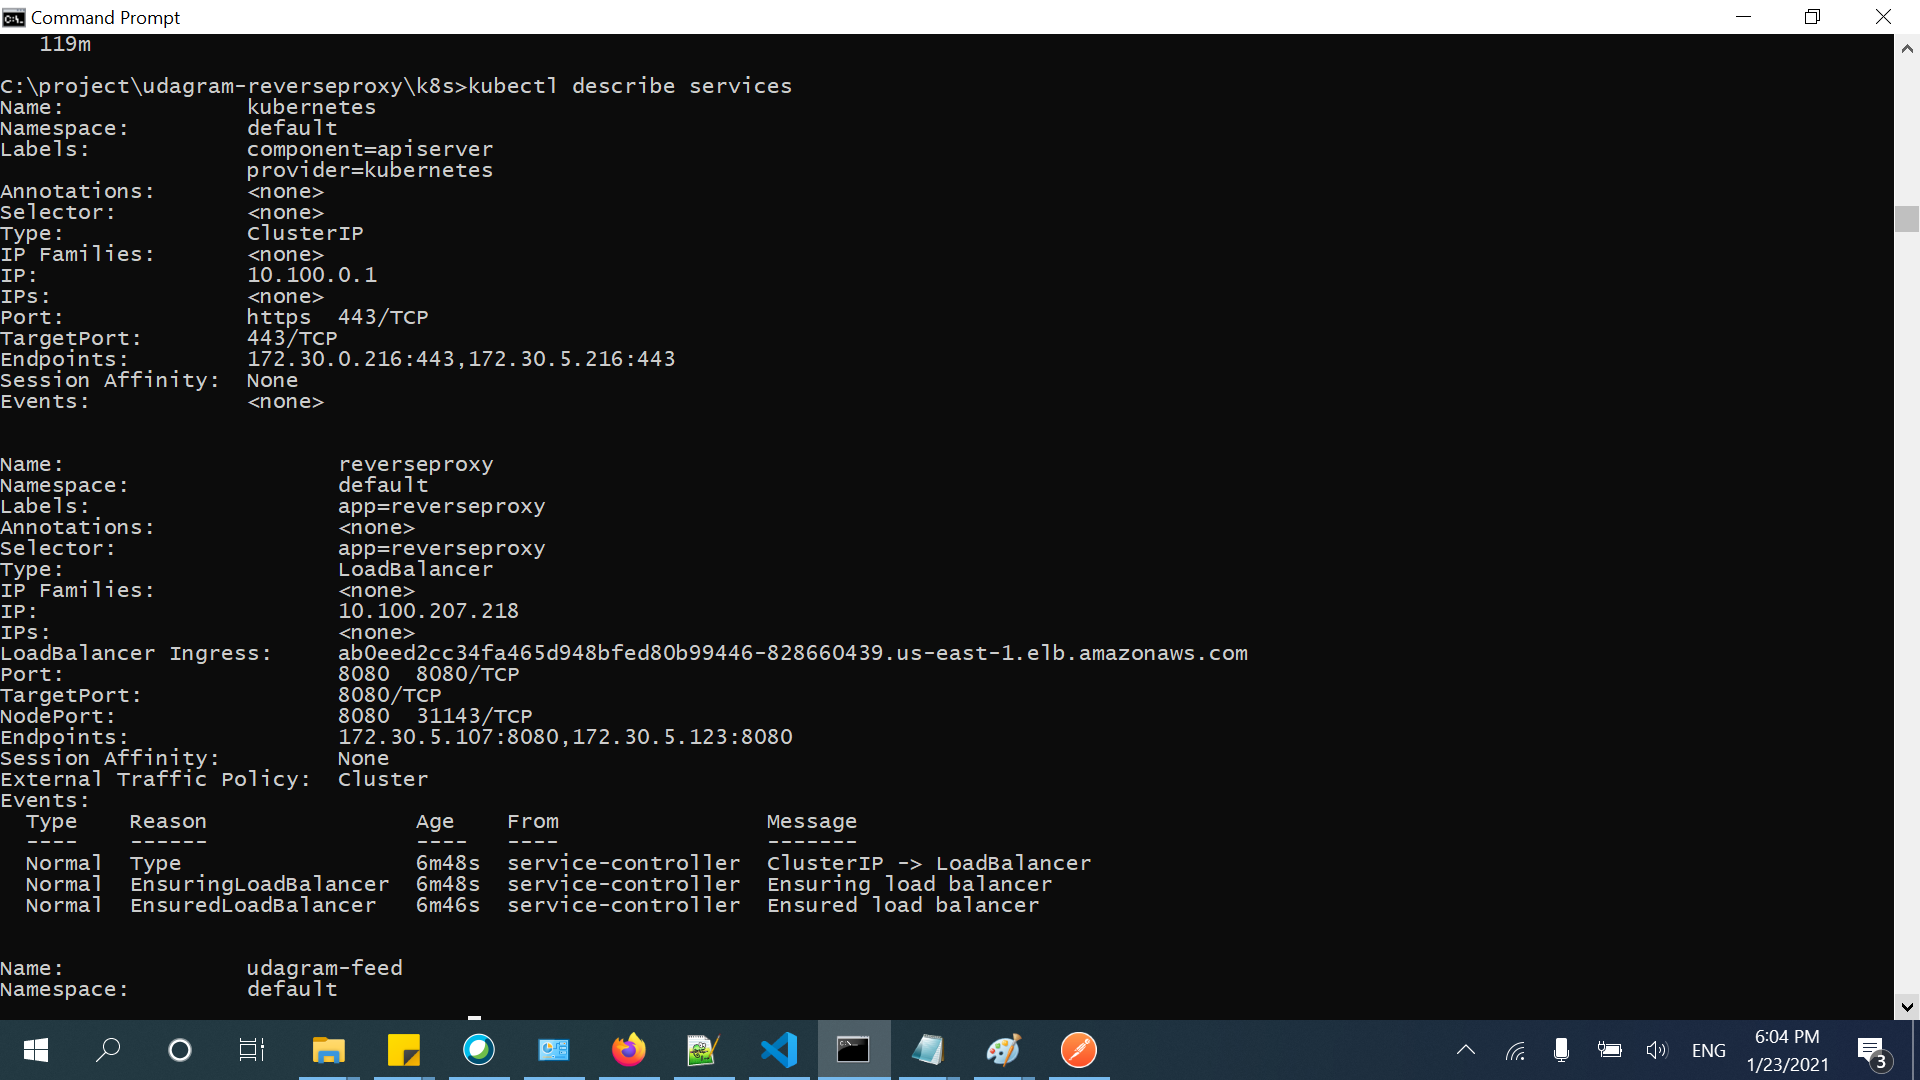 Command Prompt
   119m
C:\project\udagram-reverseproxy\k8s>kubectl describe services
Name:              kubernetes
Namespace:         default
Labels:            component=apiserver
                   provider=kubernetes
Annotations:       <none>
Selector:          <none>
Type:              ClusterIP
IP Families:       <none>
IP:                10.100.0.1
IPs:               <none>
Port:              https  443/TCP
TargetPort:        443/TCP
Endpoints:         172.30.0.216:443,172.30.5.216:443
Session Affinity:  None
Events:            <none>
Name:                     reverseproxy
Namespace:                default
Labels:                   app=reverseproxy
Annotations:              <none>
Selector:                 app=reverseproxy
Type:                     LoadBalancer
IP Families:              <none>
IP:                       10.100.207.218
IPs:                      <none>
LoadBalancer Ingress:     ab0eed2cc34fa465d948bfed80b99446-828660439.us-east-1.elb.amazonaws.com
Port:                     8080  8080/TCP
TargetPort:               8080/TCP
NodePort:                 8080  31143/TCP
Endpoints:                172.30.5.107:8080,172.30.5.123:8080
Session Affinity:         None
External Traffic Policy:  Cluster
Events:
  Type    Reason                Age    From                Message
  ----    ------                ----   ----                -------
  Normal  Type                  6m48s  service-controller  ClusterIP -> LoadBalancer
  Normal  EnsuringLoadBalancer  6m48s  service-controller  Ensuring load balancer
  Normal  EnsuredLoadBalancer   6m46s  service-controller  Ensured load balancer
Name:              udagram-feed
Namespace:         default
ENG
6:04 PM
1/23/2021
3